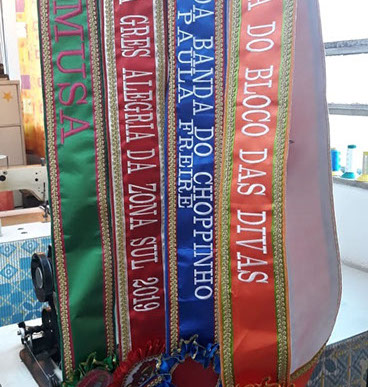 MUSA
GRES ALEGRIA DA ZONA SUL 2019
DA BANDA DO CHOPPINHO
PAULA FREIRE
A DO BLOCO DAS DIVAS